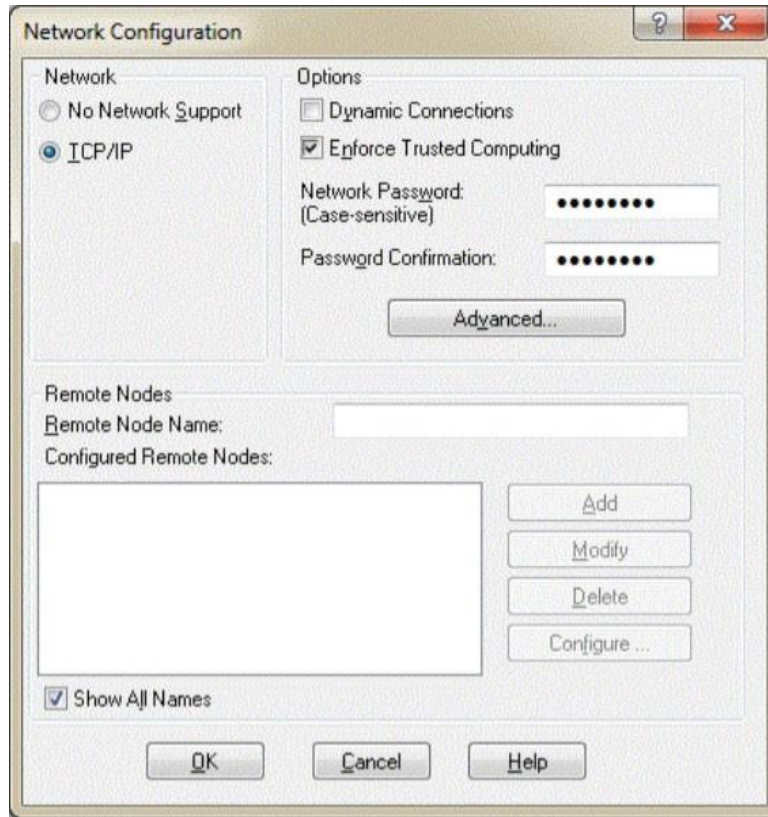 Network Configuration
Network
No Network Support
TCP/IP
Options
Dynamic Connections
Enforce Trusted Computing
Network Password:
(Case-sensitive)
••••••••
Password Confirmation:
••••••••
Advanced...
Remote Nodes
Remote Node Name:
Configured Remote Nodes:
Add
Modify
Delete
Configure ...
Show All Names
OK
Cancel
Help